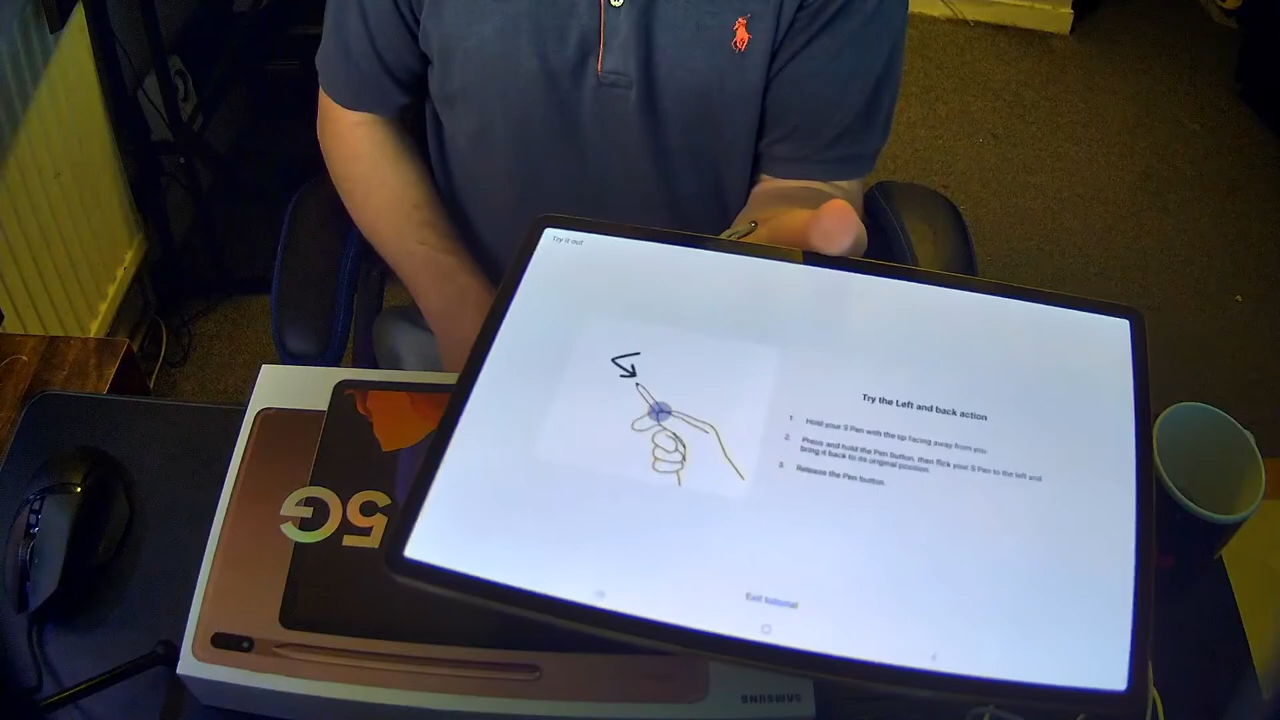 Try it out
Try the Left and back action
1. Hold your S Pen with the tip facing away from you.
2. Press and hold the Pen button, then flick your S Pen to the left and
bring it back to its original position.
3. Release the Pen button.
Exit tutorial
5G
SAMSUNG